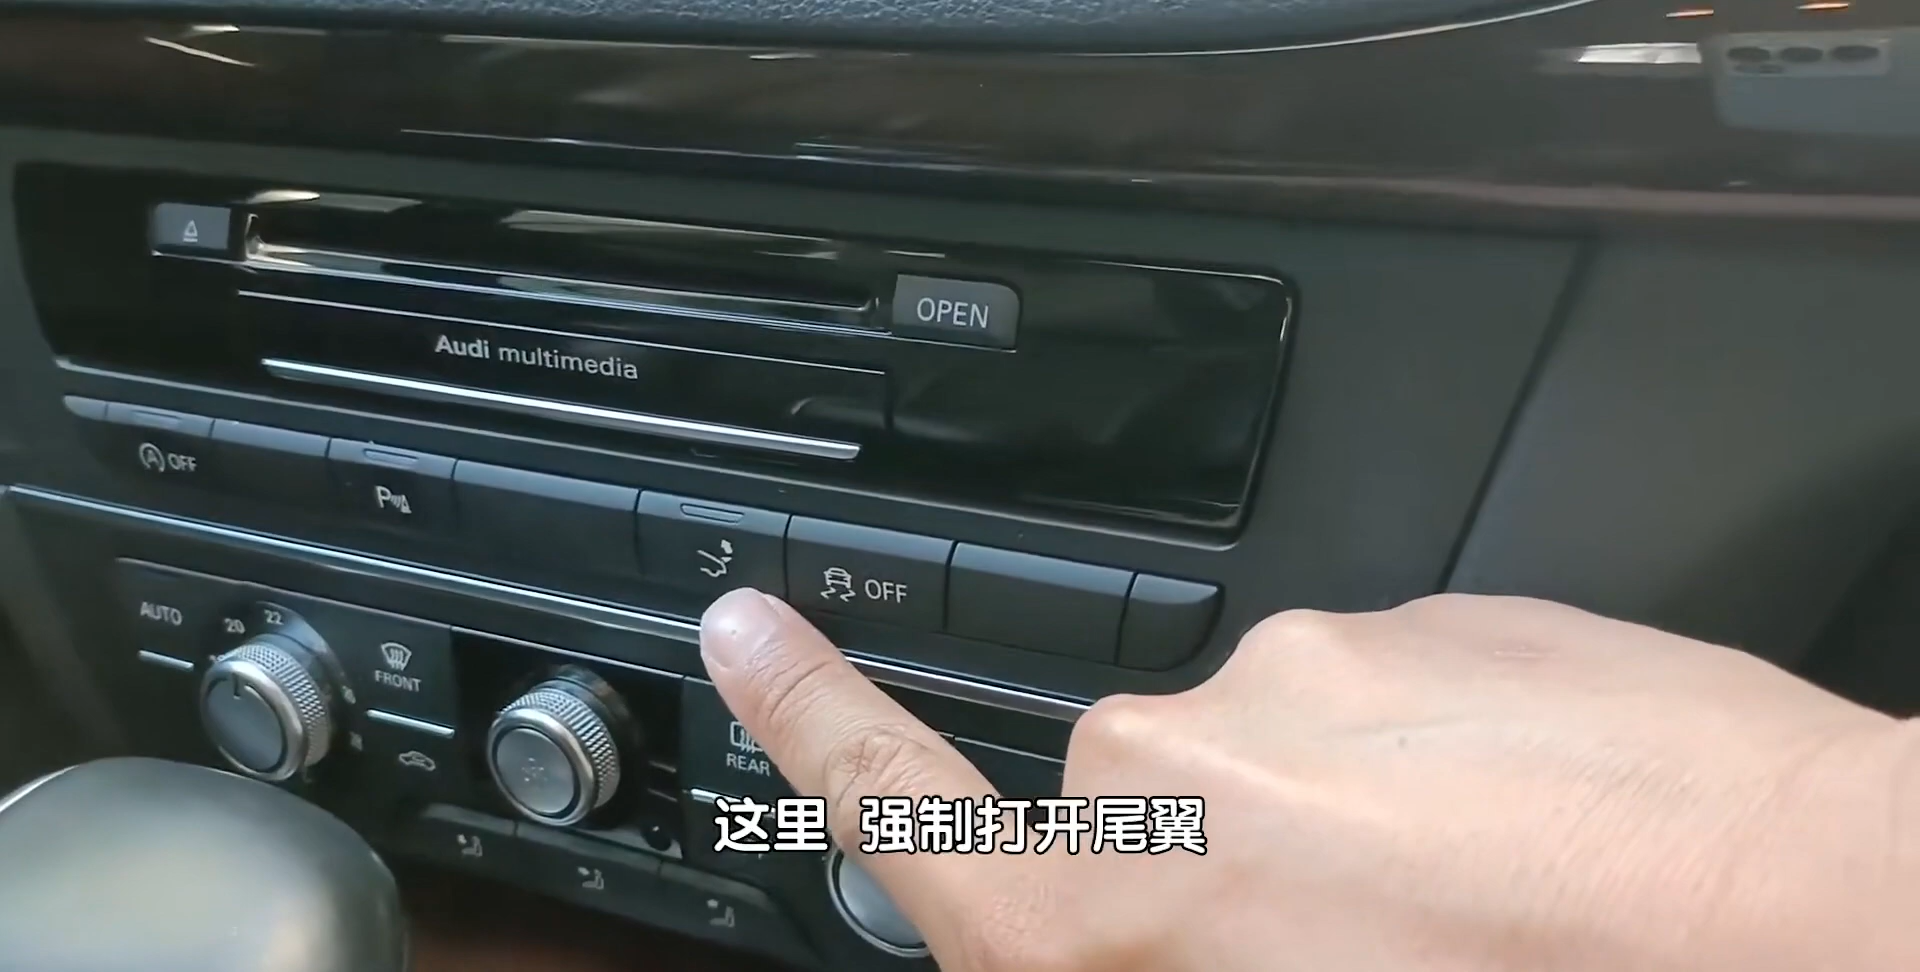 OPEN
Audi multimedia
OFF
P
OFF
AUTO
20
22
FRONT
REAR
这里 强制打开尾翼